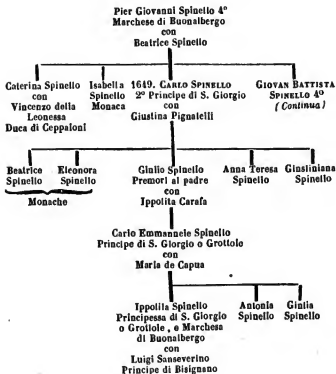 Pier Giovanni Spinello 4º
Marchese di Buonalbergo
con
Beatrice Spinello
Caterina Spinello
con
Vincenzo della
Leonessa
Duca di Ceppaloni
Isabella
Spinello
Monaca
1649. CARLO SPINELLO
2º Principe di S. Giorgio
con
Giustina Pignatelli
GIOVAN BATTISTA
SPINELLO 4º
(Continua)
Beatrice
Spinello
Eleonora
Spinello
Monache
Giulio Spinello
Premorì al padre
con
Ippolita Carafa
Anna Teresa
Spinello
Giustiniana
Spinello
Carlo Emmanuele Spinello
Principe di S. Giorgio o Grottole
con
Maria de Capua
Ippolita Spinello
Principessa di S. Giorgio
o Grottole, e Marchesa
di Buonalbergo
con
Luigi Sanseverino
Principe di Bisignano
Antonia
Spinello
Giulia
Spinello